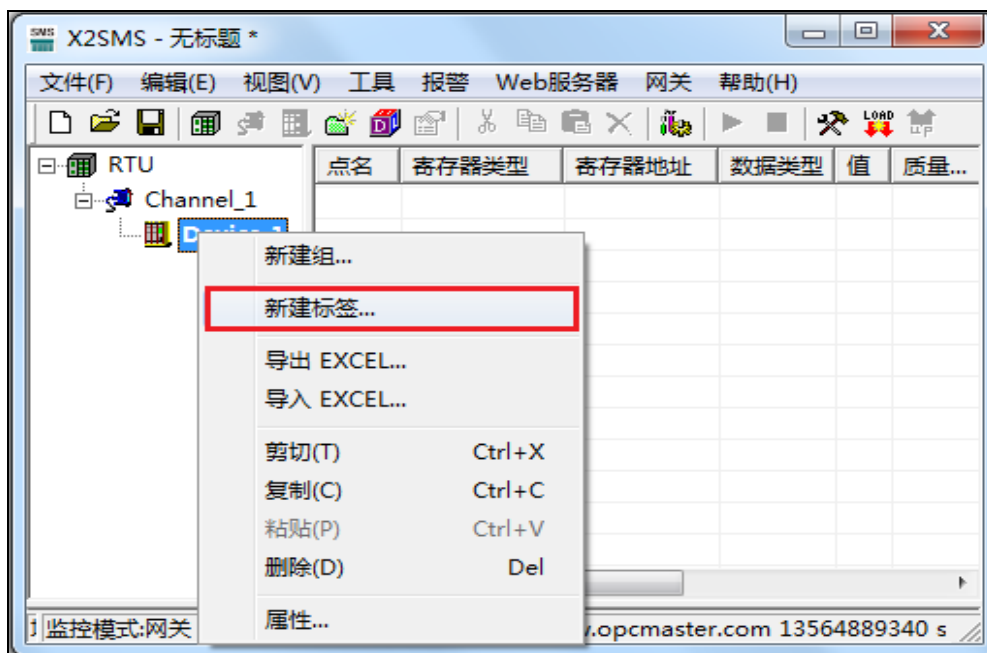 X2SMS - 无标题 *
文件(F) 编辑(E) 视图(V) 工具 报警 Web服务器 网关 帮助(H)
RTU
点名 寄存器类型 寄存器地址 数据类型 值 质量...
Channel_1
新建组...
新建标签...
导出 EXCEL...
导入 EXCEL...
剪切(T) Ctrl+X
复制(C) Ctrl+C
粘贴(P) Ctrl+V
删除(D) Del
属性...
监控模式:网关 .opcmaster.com 13564889340 s